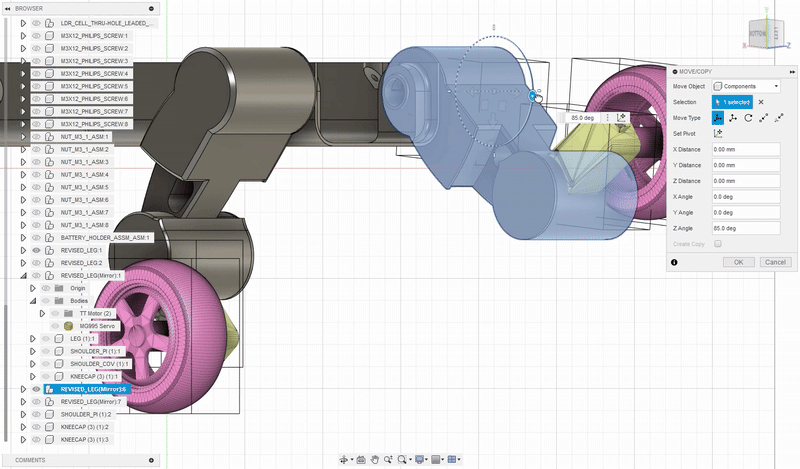 BROWSER
LDR_CELL_THRU-HOLE_LEADED_...
M3X12_PHILIPS_SCREW:1
M3X12_PHILIPS_SCREW:2
M3X12_PHILIPS_SCREW:3
M3X12_PHILIPS_SCREW:4
M3X12_PHILIPS_SCREW:5
M3X12_PHILIPS_SCREW:6
M3X12_PHILIPS_SCREW:7
M3X12_PHILIPS_SCREW:8
NUT_M3_1_ASM:1
NUT_M3_1_ASM:2
NUT_M3_1_ASM:3
NUT_M3_1_ASM:4
NUT_M3_1_ASM:5
NUT_M3_1_ASM:6
NUT_M3_1_ASM:7
NUT_M3_1_ASM:8
BATTERY_HOLDER_ASSM_ASM:1
REVISED_LEG:1
REVISED_LEG:2
REVISED_LEG(Mirror):1
Origin
Bodies
TT Motor (2)
MG995 Servo
LEG (1):1
SHOULDER_PI (1):1
SHOULDER_COV (1):1
KNEECAP (3) (1):1
REVISED_LEG(Mirror):6
REVISED_LEG(Mirror):7
SHOULDER_PI (1):2
KNEECAP (3) (1):2
KNEECAP (3) (1):3
COMMENTS
85.0 deg
BOTTOM
LEFT
X
Z
MOVE/COPY
Move Object
Components
Selection
1 selected
Move Type
Set Pivot
X Distance
0.00 mm
Y Distance
0.00 mm
Z Distance
0.00 mm
X Angle
0.0 deg
Y Angle
0.0 deg
Z Angle
85.0 deg
Create Copy
OK
Cancel